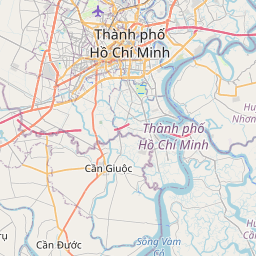 Thành phố
Hồ Chí Minh
Thành phố
Hồ Chí Minh
Cần Giuộc
Cần Đước
Sông Vàm